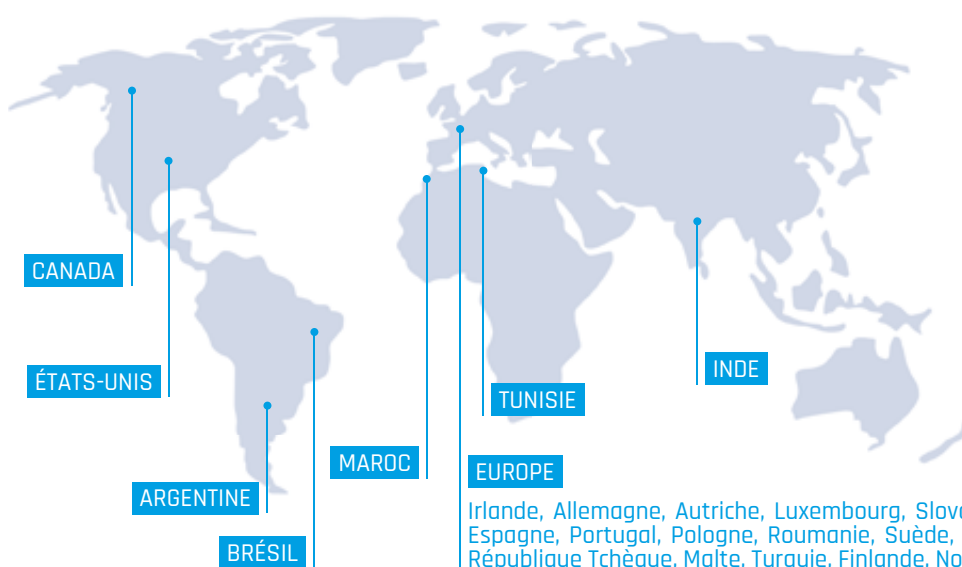 CANADA
ÉTATS-UNIS
INDE
TUNISIE
MAROC
EUROPE
ARGENTINE
BRÉSIL
Irlande, Allemagne, Autriche, Luxembourg,
Espagne, Portugal, Pologne, Roumanie, Suède,
République Tchèque, Malte, Turquie, Finlande,